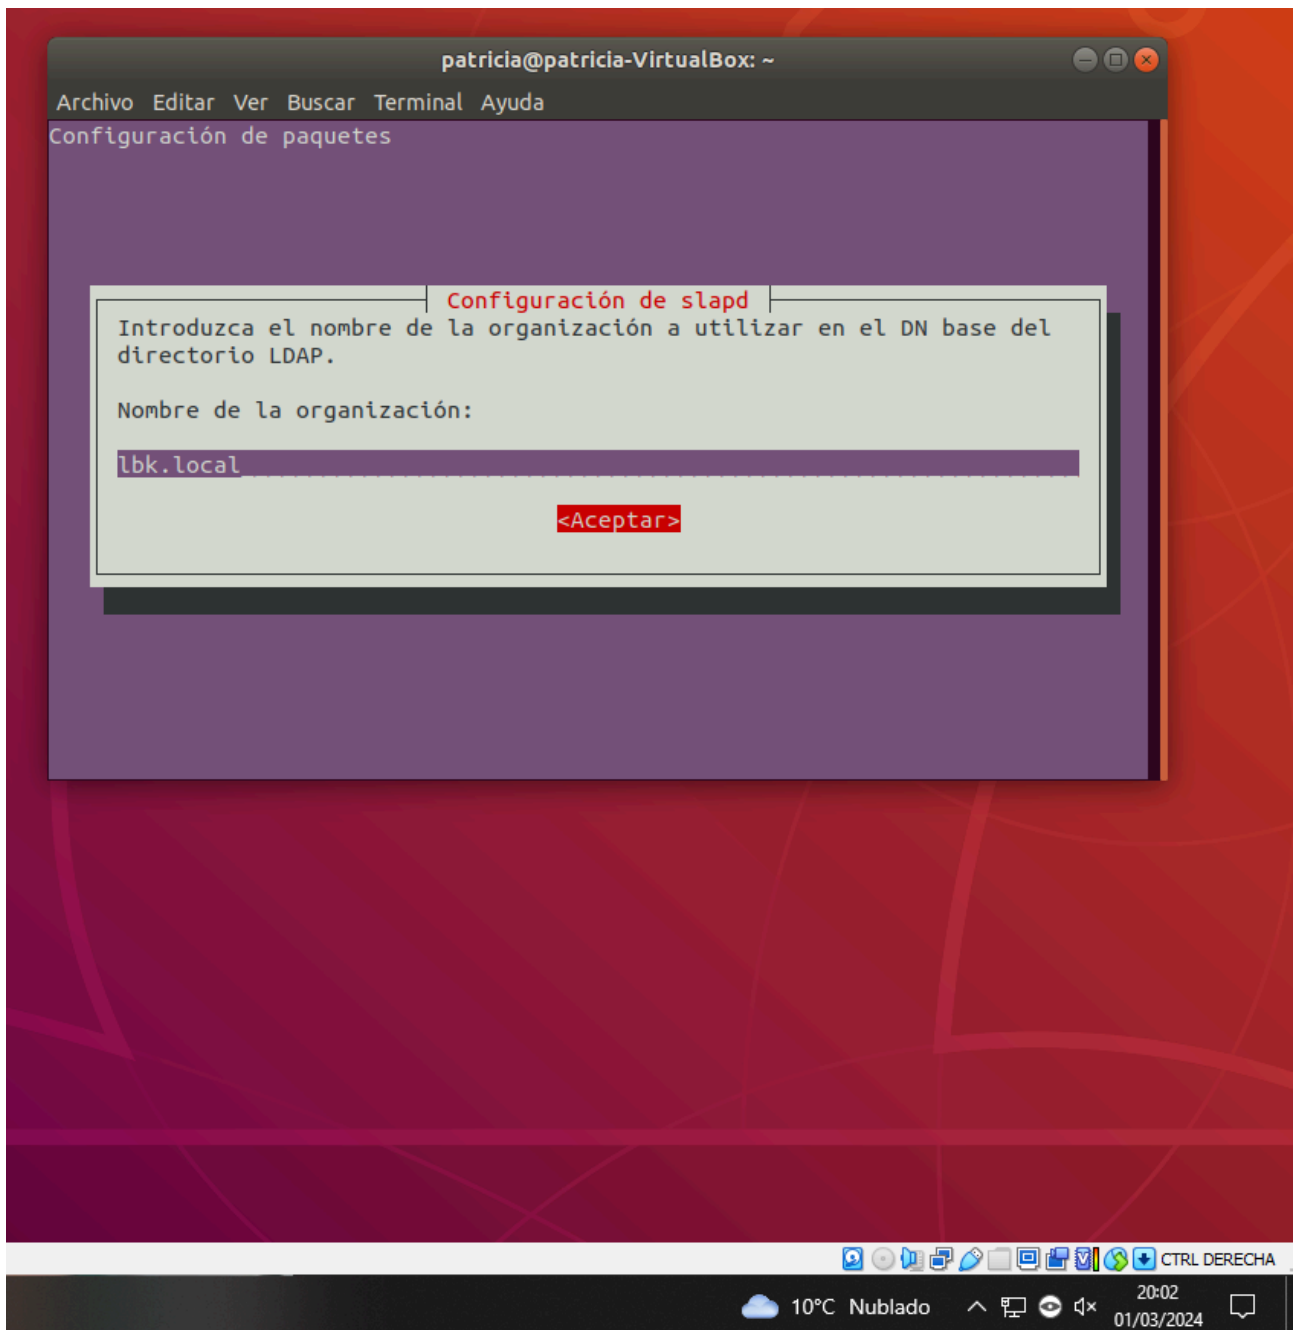 patricia@patricia-VirtualBox: ~
Archivo Editar Ver Buscar Terminal Ayuda
Configuración de paquetes
Configuración de slapd
Introduzca el nombre de la organización a utilizar en el DN base del
directorio LDAP.
Nombre de la organización:
lbk.local
<Aceptar>
CTRL DERECHA
10°C Nublado
20:02
01/03/2024